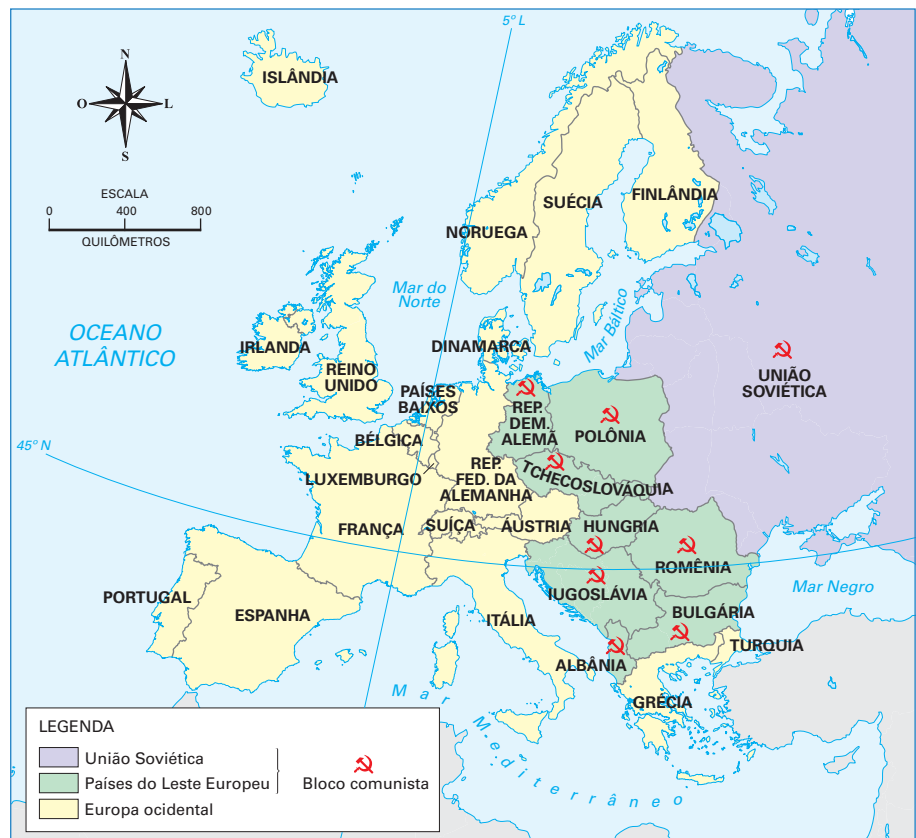 5º L
ISLÂNDIA
N
O
L
S
ESCALA
0 400 800
QUILÔMETROS
FINLÂNDIA
SUÉCIA
NORUEGA
Mar do
Norte
Mar Báltico
OCEANO
ATLÂNTICO
DINAMARCA
IRLANDA
REINO
UNIDO
UNIÃO
SOVIÉTICA
PAÍSES
BAIXOS
REP.
DEM.
ALEMÃ
POLÔNIA
45º N
BÉLGICA
LUXEMBURGO
REP.
FED. DA
ALEMANHA
TCHECOSLOVÁQUIA
FRANÇA
SUÍÇA
ÁUSTRIA
HUNGRIA
ROMÊNIA
IUGOSLÁVIA
Mar Negro
PORTUGAL
ESPANHA
ITÁLIA
BULGÁRIA
TURQUIA
ALBÂNIA
GRÉCIA
Mar Mediterrâneo
LEGENDA
União Soviética
Países do Leste Europeu
Bloco comunista
Europa ocidental